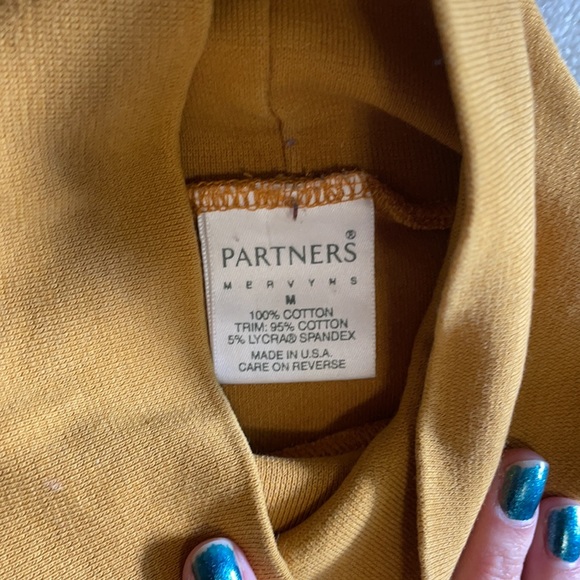 PARTNERS®
MERVYNS
M
100% COTTON
TRIM: 95% COTTON
5% LYCRA® SPANDEX
MADE IN U.S.A.
CARE ON REVERSE